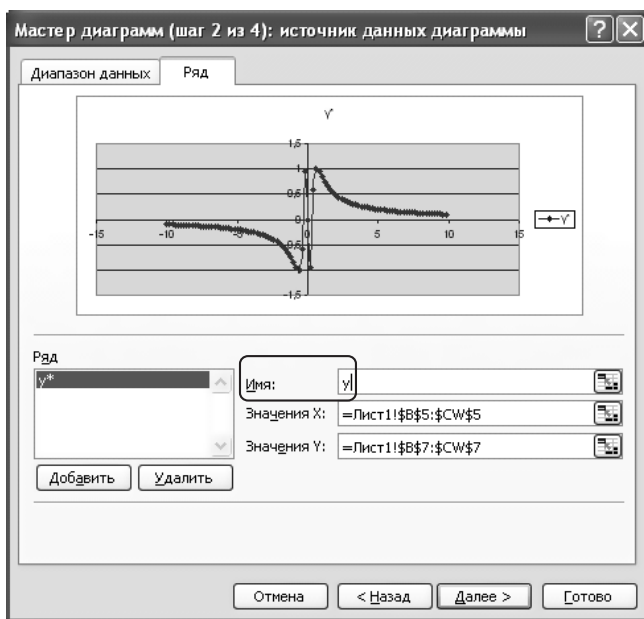 Мастер диаграмм (шаг 2 из 4): источник данных диаграммы
Диапазон данных Ряд
1,5
1
0,5
0
-15 -10 -5 0 5 10 15
-0,5
-1
-1,5
Ряд
y*
Имя: y
Значения X: =Лист1!$B$5:$CW$5
Значения Y: =Лист1!$B$7:$CW$7
Добавить Удалить
Отмена < Назад Далее > Готово